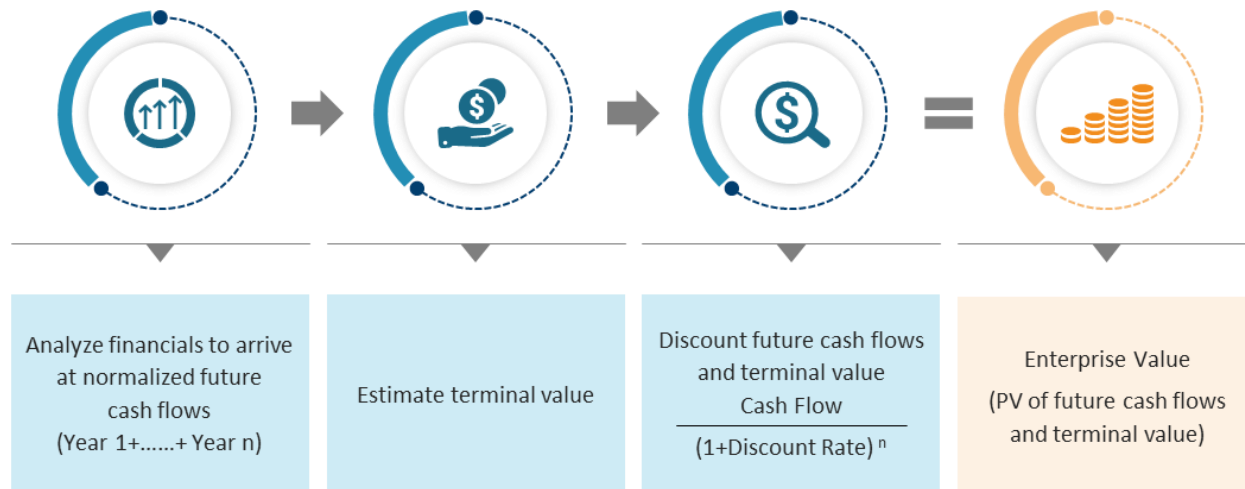 $
$
Analyze financials to arrive
at normalized future
cash flows
(Year 1+......+ Year n)
Estimate terminal value
Discount future cash flows
and terminal value
Cash Flow
(1+Discount Rate) ⁿ
Enterprise Value
(PV of future cash flows
and terminal value)